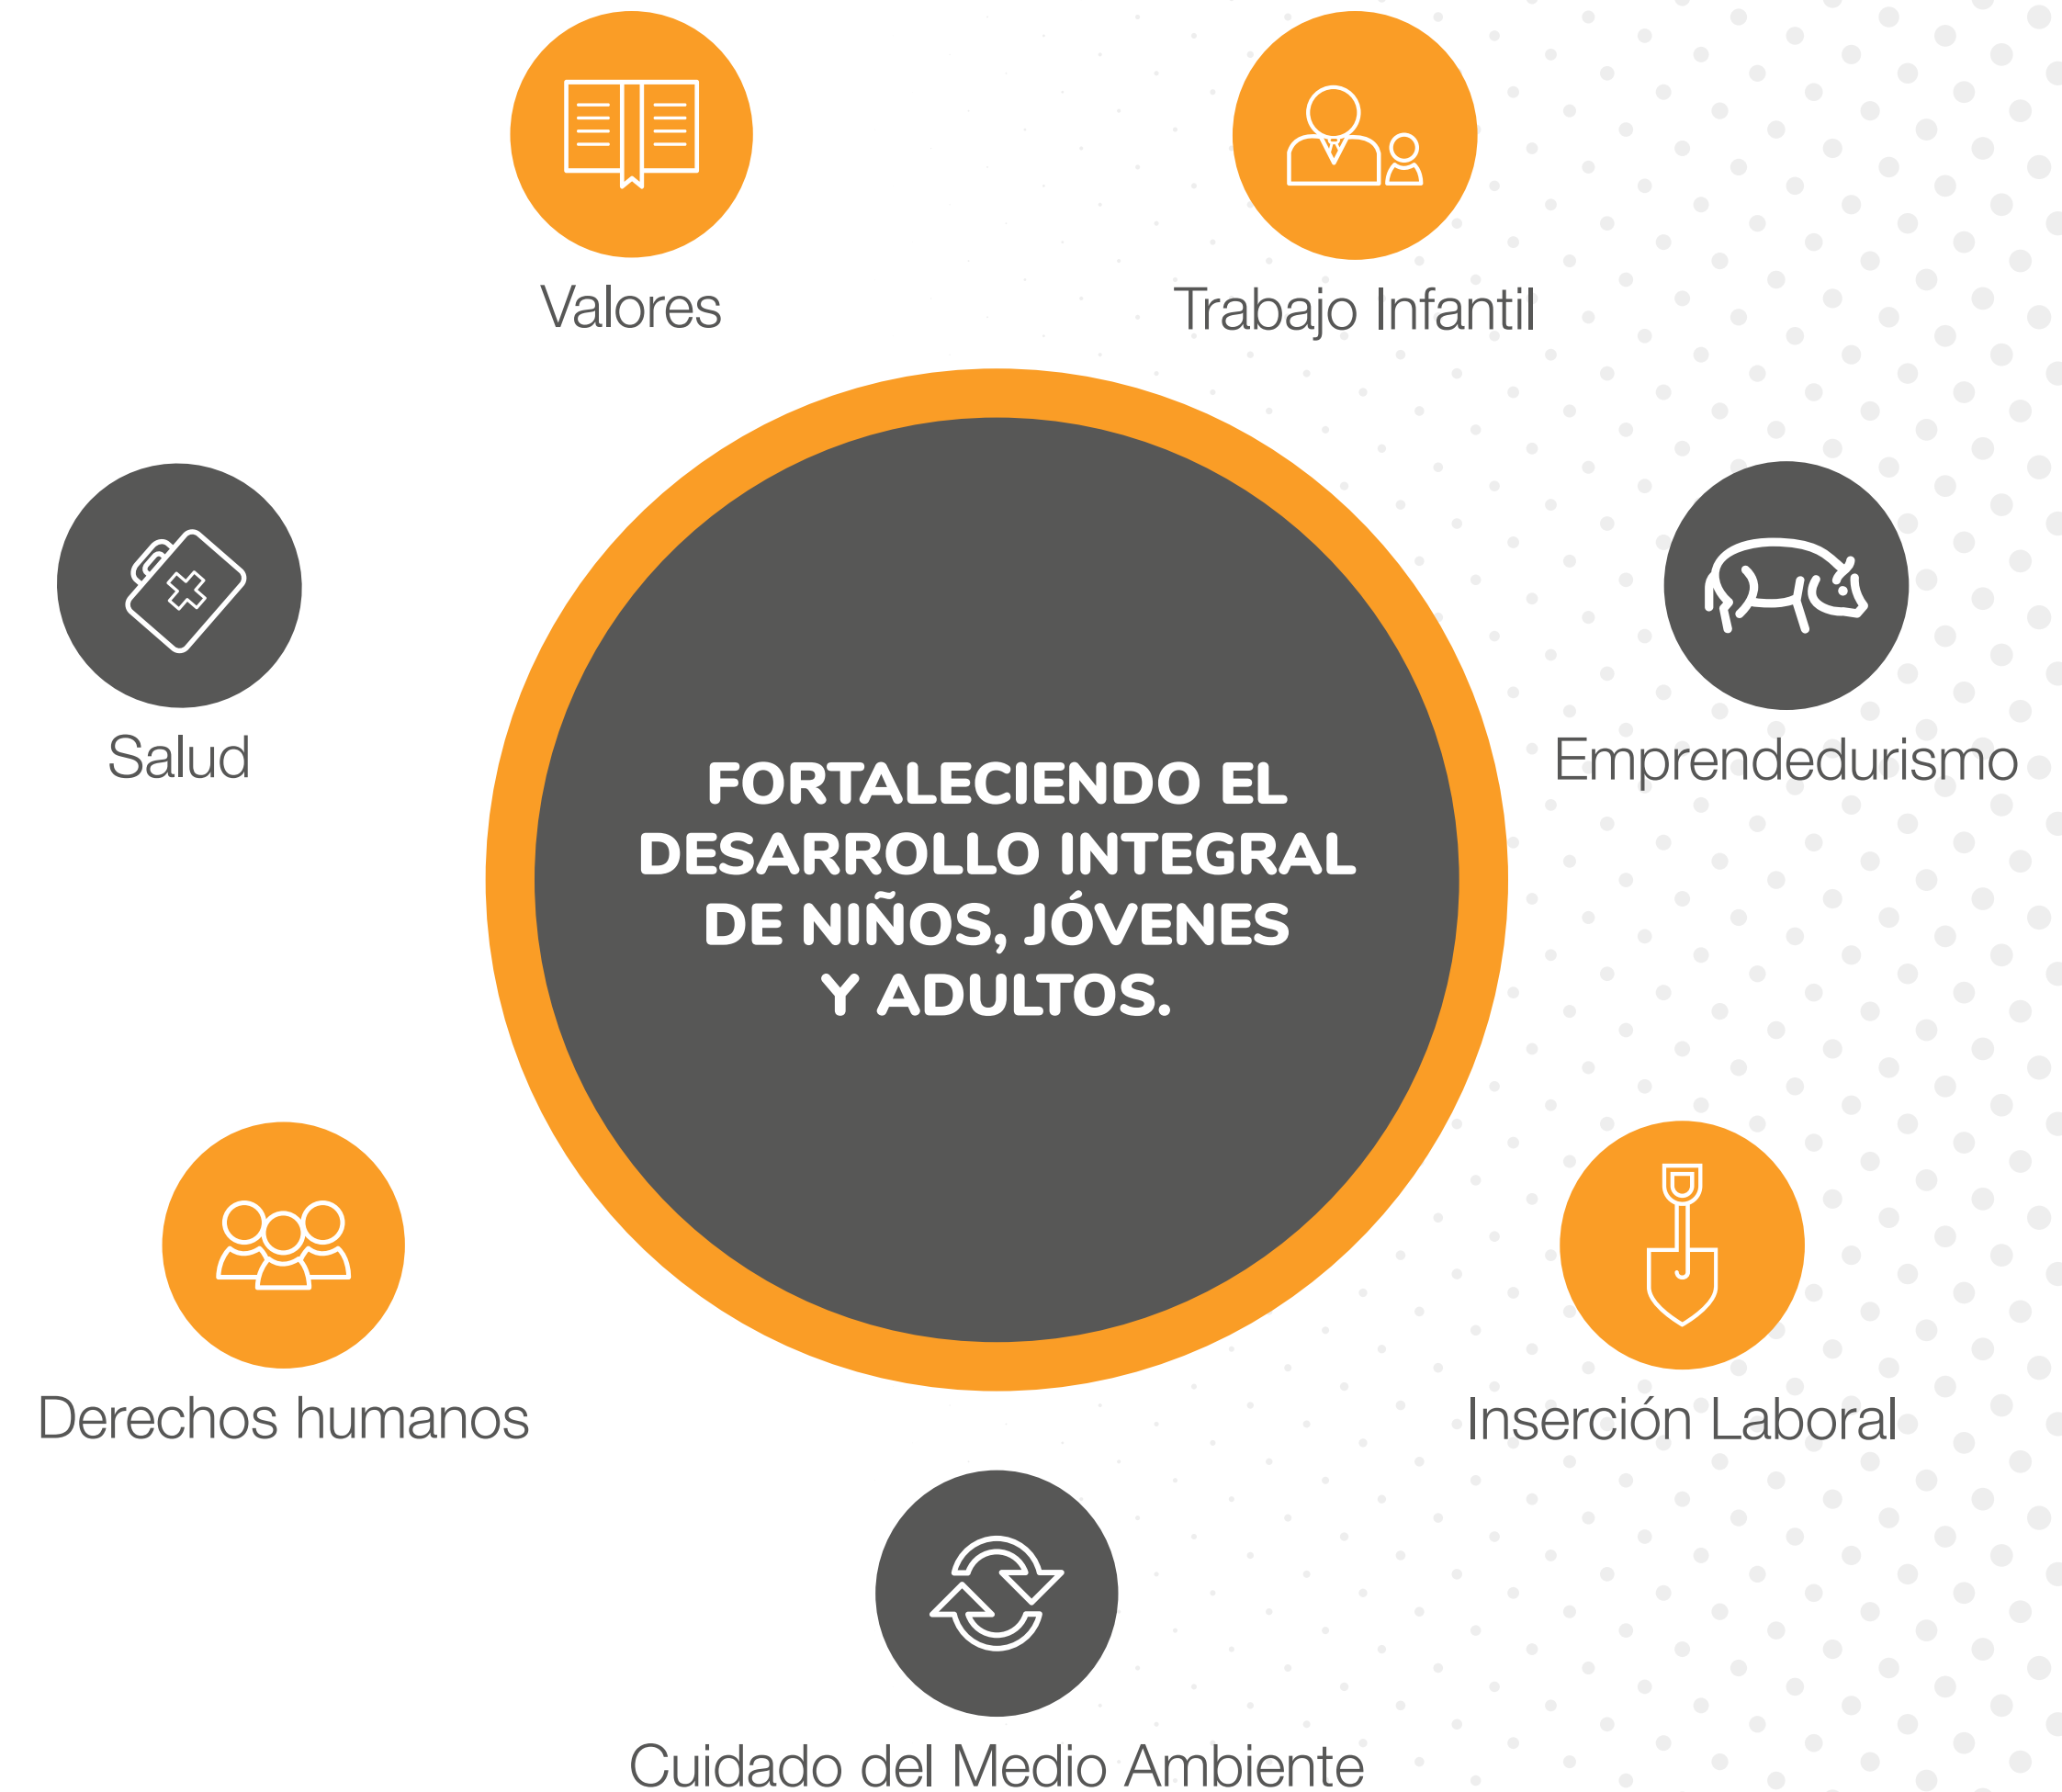 Valores
Trabajo Infantil
Salud
Emprendedurismo
FORTALECIENDO EL
DESARROLLO INTEGRAL
DE NIÑOS, JÓVENES
Y ADULTOS.
Derechos humanos
Inserción Laboral
Cuidado del Medio Ambiente